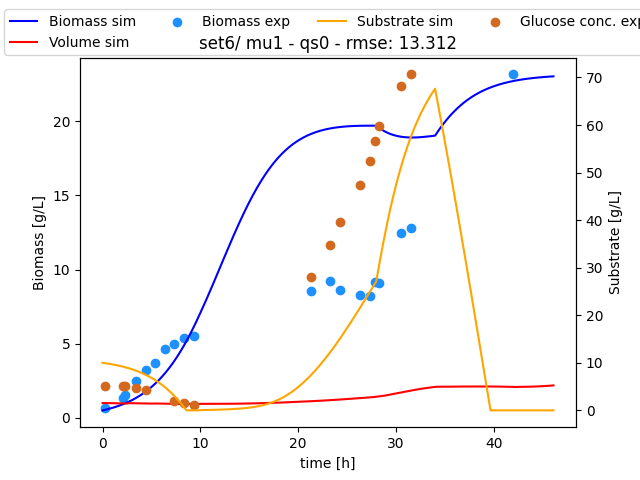 Biomass sim Biomass exp Substrate sim Glucose conc. exp
Volume sim
set6/ mu1 - qs0 - rmse: 13.312
Biomass [g/L]
20
15
10
5
0
70
60
50
40
30
20
10
0
Substrate [g/L]
0 10 20 30 40
time [h]